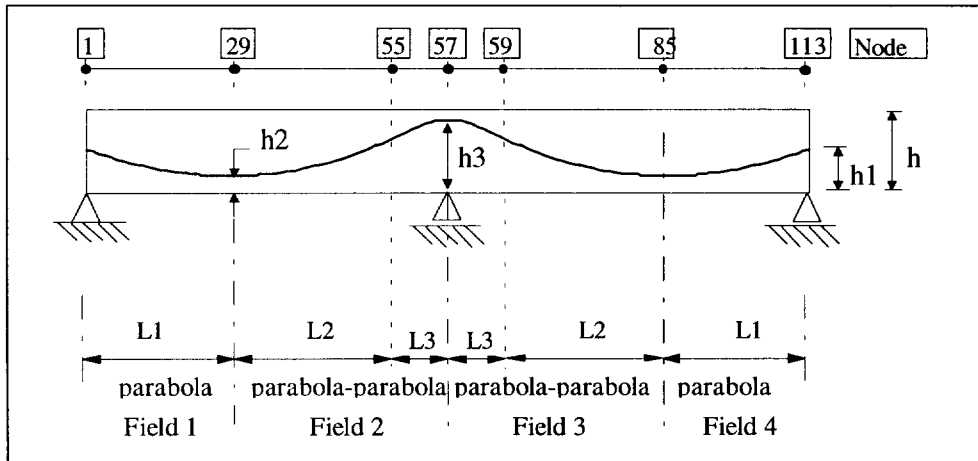 1 29 55 57 59 85 113 Node
h2 h3 h1 h
L1 L2 L3 L3 L2 L1
parabola parabola-parabola parabola-parabola parabola
Field 1 Field 2 Field 3 Field 4